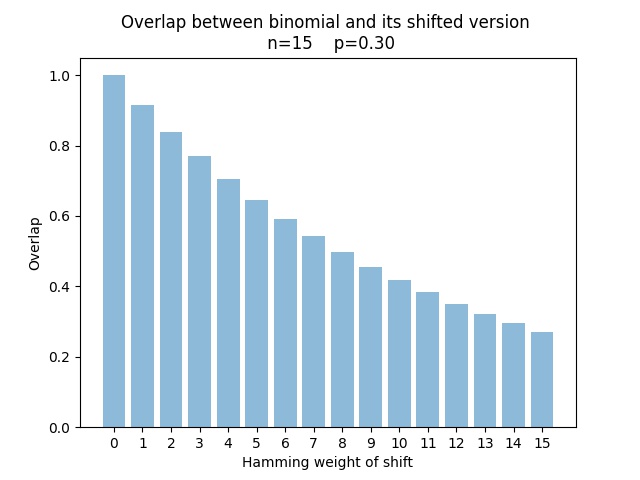 Overlap between binomial and its shifted version
n=15 p=0.30
1.0
0.8
0.6
0.4
0.2
0.0
Overlap
0 1 2 3 4 5 6 7 8 9 10 11 12 13 14 15
Hamming weight of shift